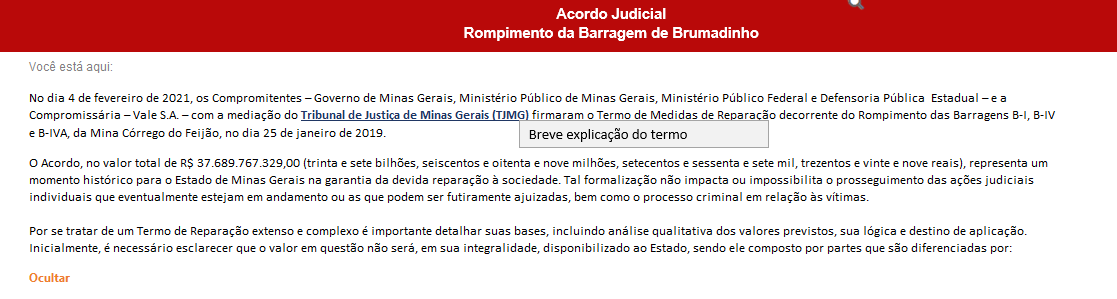 Acordo Judicial
Rompimento da Barragem de Brumadinho
Você está aqui:
No dia 4 de fevereiro de 2021, os Compromitentes – Governo de Minas Gerais, Ministério Público de Minas Gerais, Ministério Público Federal e Defensoria Pública Estadual – e a
Compromissária – Vale S.A. – com a mediação do Tribunal de Justiça de Minas Gerais (TJMG) firmaram o Termo de Medidas de Reparação decorrente do Rompimento das Barragens B-I, B-IV
e B-IVA, da Mina Córrego do Feijão, no dia 25 de janeiro de 2019.
Breve explicação do termo
O Acordo, no valor total de R$ 37.689.767.329,00 (trinta e sete bilhões, seiscentos e oitenta e nove milhões, setecentos e sessenta e sete mil, trezentos e vinte e nove reais), representa um
momento histórico para o Estado de Minas Gerais na garantia da devida reparação à sociedade. Tal formalização não impacta ou impossibilita o prosseguimento das ações judiciais
individuais que eventualmente estejam em andamento ou as que podem ser futiramente ajuizadas, bem como o processo criminal em relação às vítimas.
Por se tratar de um Termo de Reparação extenso e complexo é importante detalhar suas bases, incluindo análise qualitativa dos valores previstos, sua lógica e destino de aplicação.
Inicialmente, é necessário esclarecer que o valor em questão não será, em sua integralidade, disponibilizado ao Estado, sendo ele composto por partes que são diferenciadas por:
Ocultar